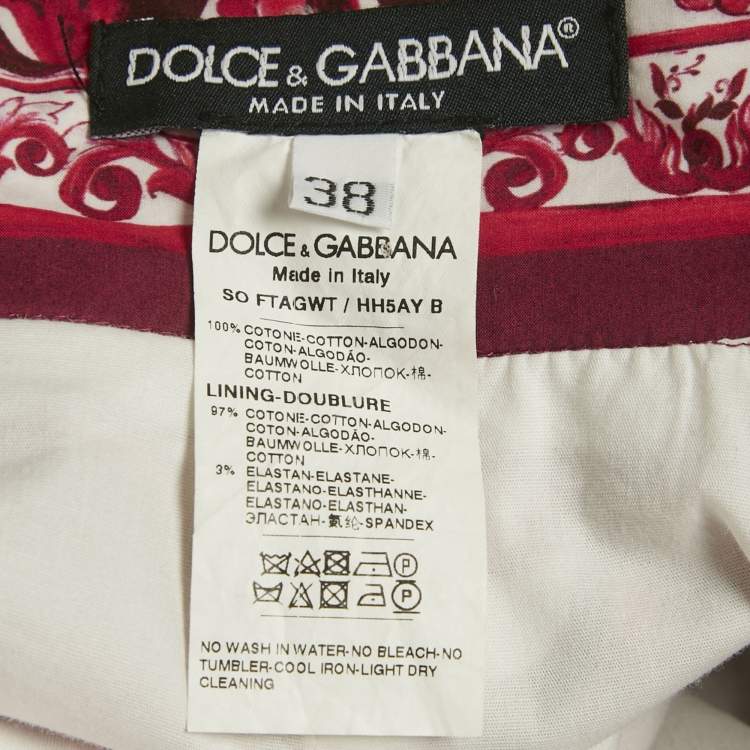 DOLCE & GABBANA®
MADE IN ITALY
38
DOLCE & GABBANA
Made in Italy
SO FTAGWT / HH5AY B
100% COTONE-COTTON-ALGODON-
COTON-ALGODÃO-
BAUMWOLLE-ХЛОПОК-棉-
COTTON
LINING-DOUBLURE
97% COTONE-COTTON-ALGODON-
COTON-ALGODÃO-
BAUMWOLLE-ХЛОПОК-棉-
COTTON
3% ELASTAN-ELASTANE-
ELASTANO-ELASTHANNE-
ELASTANO-ELASTHAN-
ЭЛАСТАН-氨纶-SPANDEX
P
P
NO WASH IN WATER-NO BLEACH-NO
TUMBLER-COOL IRON-LIGHT DRY
CLEANING